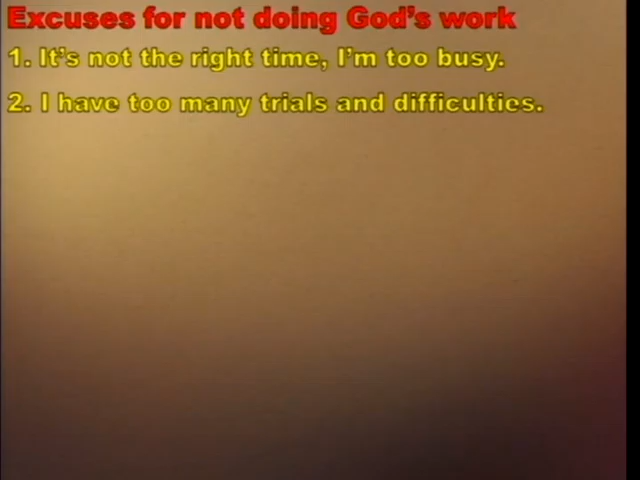 Excuses for not doing God's work
1. It's not the right time, I'm too busy.
2. I have too many trials and difficulties.